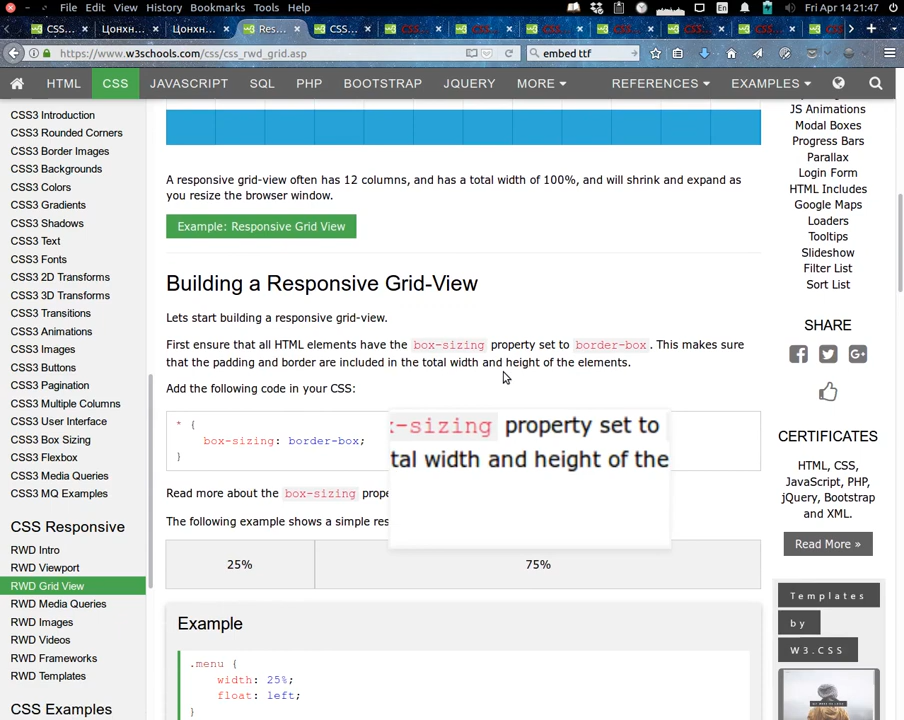 File Edit View History Bookmarks Tools Help
En Fri Apr 14 21:47
CSS... Цонхн... Цонхн... Res... CSS...
https://www.w3schools.com/css/css_rwd_grid.asp
embed ttf
HTML CSS JAVASCRIPT SQL PHP BOOTSTRAP JQUERY MORE REFERENCES EXAMPLES
CSS3 Introduction
CSS3 Rounded Corners
CSS3 Border Images
CSS3 Backgrounds
CSS3 Colors
CSS3 Gradients
CSS3 Shadows
CSS3 Text
CSS3 Fonts
CSS3 2D Transforms
CSS3 3D Transforms
CSS3 Transitions
CSS3 Animations
CSS3 Images
CSS3 Buttons
CSS3 Pagination
CSS3 Multiple Columns
CSS3 User Interface
CSS3 Box Sizing
CSS3 Flexbox
CSS3 Media Queries
CSS3 MQ Examples
CSS Responsive
RWD Intro
RWD Viewport
RWD Grid View
RWD Media Queries
RWD Images
RWD Videos
RWD Frameworks
RWD Templates
CSS Examples
A responsive grid-view often has 12 columns, and has a total width of 100%, and will shrink and expand as
you resize the browser window.
Example: Responsive Grid View
Building a Responsive Grid-View
Lets start building a responsive grid-view.
First ensure that all HTML elements have the box-sizing property set to border-box. This makes sure
that the padding and border are included in the total width and height of the elements.
Add the following code in your CSS:
* {
box-sizing: border-box;
}
x-sizing property set to
tal width and height of the
Read more about the box-sizing prope
The following example shows a simple res
25% 75%
Example
.menu {
width: 25%;
float: left;
}
JS Animations
Modal Boxes
Progress Bars
Parallax
Login Form
HTML Includes
Google Maps
Loaders
Tooltips
Slideshow
Filter List
Sort List
SHARE
CERTIFICATES
HTML, CSS,
JavaScript, PHP,
jQuery, Bootstrap
and XML.
Read More »
Templates
by
W3.CSS